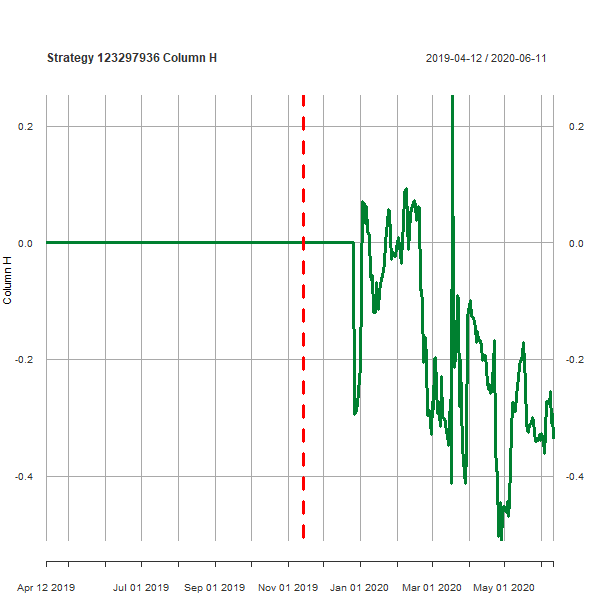 Strategy 123297936 Column H
2019-04-12 / 2020-06-11
0.2 0.2
0.0 0.0
Column H
-0.2 -0.2
-0.4 -0.4
Apr 12 2019 Jul 01 2019 Sep 01 2019 Nov 01 2019 Jan 01 2020 Mar 01 2020 May 01 2020